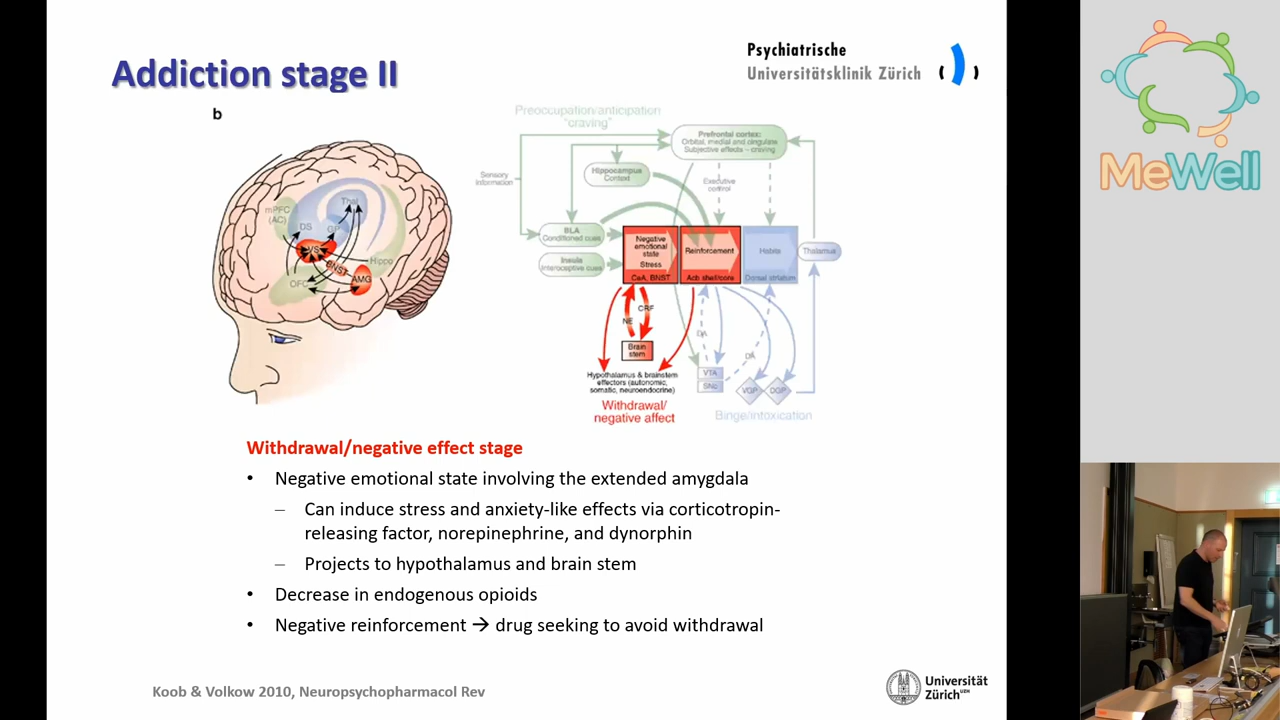 Addiction stage II
Psychiatrische
Universitätsklinik Zürich
MeWell
b
mPFC
(AC)
DS
GP
Thal
VS
BNST
Hippo
AMG
OFC
Preoccupation/anticipation
"craving"
Prefrontal cortex:
Orbital, medial and cingulate
Subjective effects – craving
Sensory
information
Hippocampus
Context
Executive
control
BLA
Conditioned cues
Insula
Interoceptive cues
Negative
emotional
state
Stress
CeA, BNST
Reinforcement
Acb shell/core
Habits
Dorsal striatum
Thalamus
NE
CRF
Brain
stem
DA
DA
VTA
SNc
VGP
DGP
Hypothalamus & brainstem
effectors (autonomic,
somatic, neuroendocrine)
Withdrawal/
negative affect
Binge/intoxication
Withdrawal/negative effect stage
• Negative emotional state involving the extended amygdala
– Can induce stress and anxiety-like effects via corticotropin-
releasing factor, norepinephrine, and dynorphin
– Projects to hypothalamus and brain stem
• Decrease in endogenous opioids
• Negative reinforcement → drug seeking to avoid withdrawal
Koob & Volkow 2010, Neuropsychopharmacol Rev
Universität
Zürich UZH